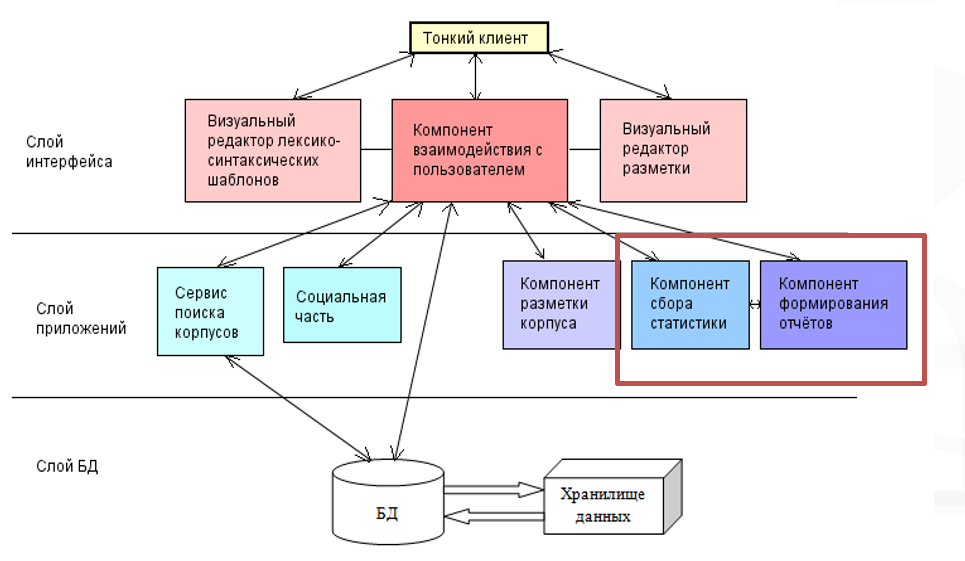 Тонкий клиент
Слой
интерфейса
Визуальный
редактор лексико-
синтаксических
шаблонов
Компонент
взаимодействия с
пользователем
Визуальный
редактор
разметки
Слой
приложений
Сервис
поиска
корпусов
Социальная
часть
Компонент
разметки
корпуса
Компонент
сбора
статистики
Компонент
формирования
отчётов
Слой БД
БД
Хранилище
данных